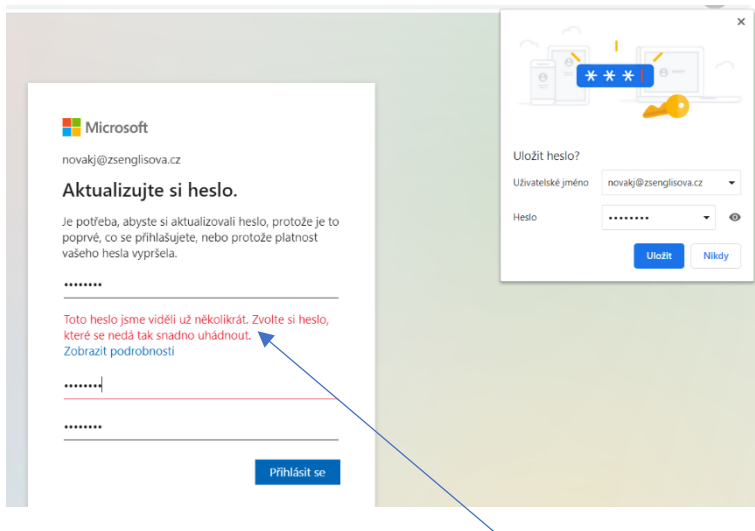 Microsoft
novakj@zsenglisova.cz
Aktualizujte si heslo.
Je potřeba, abyste si aktualizovali heslo, protože je to
poprvé, co se přihlašujete, nebo protože platnost
vašeho hesla vypršela.
••••••••
Toto heslo jsme viděli už několikrát. Zvolte si heslo,
které se nedá tak snadno uhádnout.
Zobrazit podrobnosti
••••••••
••••••••
Přihlásit se
***
Uložit heslo?
Uživatelské jméno novakj@zsenglisova.cz
Heslo ••••••••
Uložit Nikdy